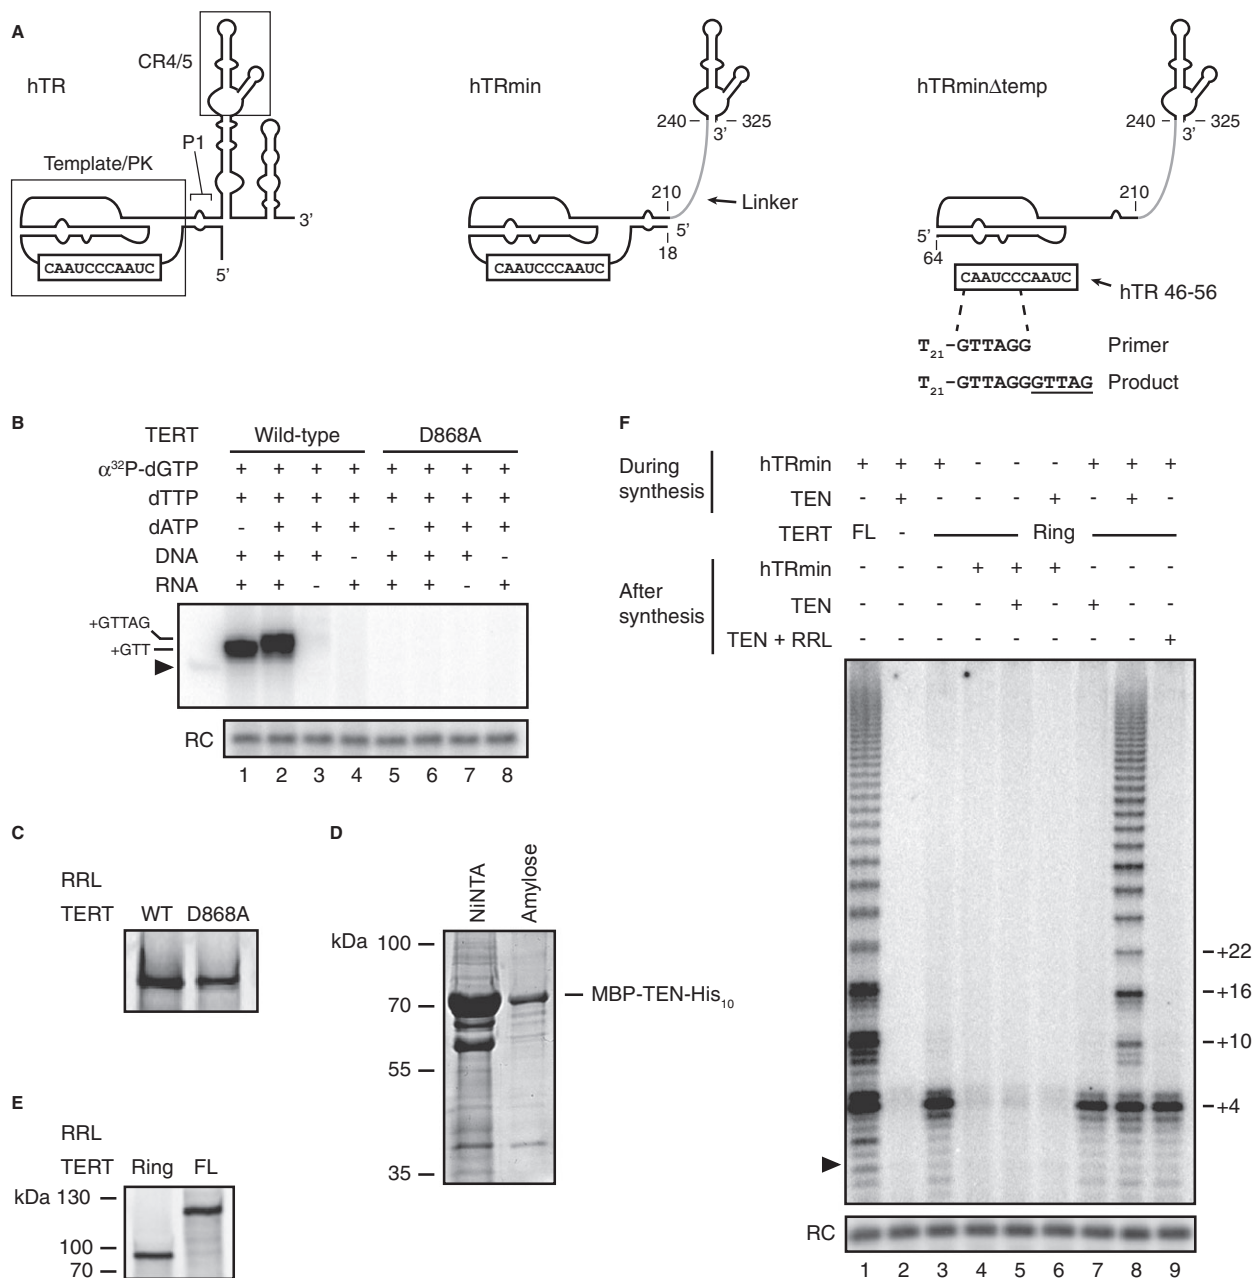 A
hTR
CR4/5
P1
Template/PK
CAAUCCCAAUC
3’
5’
hTRmin
240 – – 325
3’
210
Linker
5’
18
CAAUCCCAAUC
hTRminΔtemp
240 – – 325
3’
210
5’
64
CAAUCCCAAUC
hTR 46-56
T21-GTTAGG Primer
T21-GTTAGGGTTAG Product
B
TERT Wild-type D868A
α32P-dGTP + + + + + + + +
dTTP + + + + + + + +
dATP - + + + - + + +
DNA + + + - + + + -
RNA + + - + + + - +
+GTTAG
+GTT
RC
1 2 3 4 5 6 7 8
C
RRL
TERT WT D868A
D
NiNTA
Amylose
kDa 100
70
55
35
MBP-TEN-His10
E
RRL
TERT Ring FL
kDa 130
100
70
F
During synthesis
hTRmin + + + - - - + + +
TEN - + - - - + - + -
TERT FL - Ring
After synthesis
hTRmin - - - + + + - - -
TEN - - - - + - + - -
TEN + RRL - - - - - - - - +
+22
+16
+10
+4
RC
1 2 3 4 5 6 7 8 9